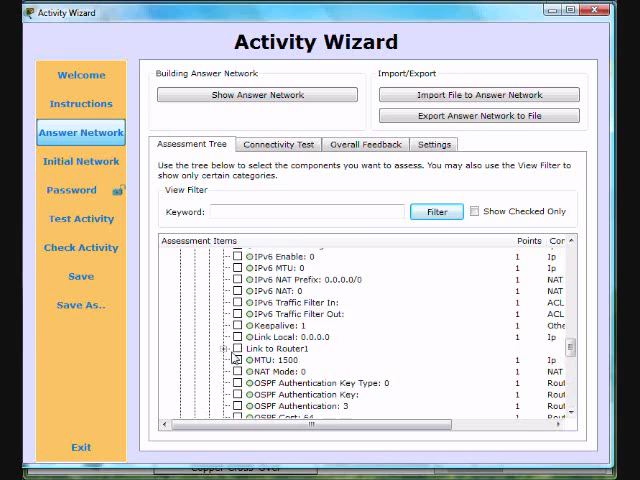 Activity Wizard
Activity Wizard
Welcome
Instructions
Answer Network
Initial Network
Password
Test Activity
Check Activity
Save
Save As..
Exit
Building Answer Network
Show Answer Network
Import/Export
Import File to Answer Network
Export Answer Network to File
Assessment Tree
Connectivity Test
Overall Feedback
Settings
Use the tree below to select the components you want to assess. You may also use the View Filter to
show only certain categories.
View Filter
Keyword:
Filter
Show Checked Only
Assessment Items Points Cor
IPv6 Enable: 0 1 Ip
IPv6 MTU: 0 1 Ip
IPv6 NAT Prefix: 0.0.0.0/0 1 NAT
IPv6 NAT: 0 1 NAT
IPv6 Traffic Filter In: 1 ACL
IPv6 Traffic Filter Out: 1 ACL
Keepalive: 1 1 Othe
Link Local: 0.0.0.0 1 Ip
Link to Router1
MTU: 1500 1 Ip
NAT Mode: 0 1 NAT
OSPF Authentication Key Type: 0 1 Rout
OSPF Authentication Key: 1 Rout
OSPF Authentication: 3 1 Rout
OSPF Cost: 64 1 Rout
Copper Cross-Over